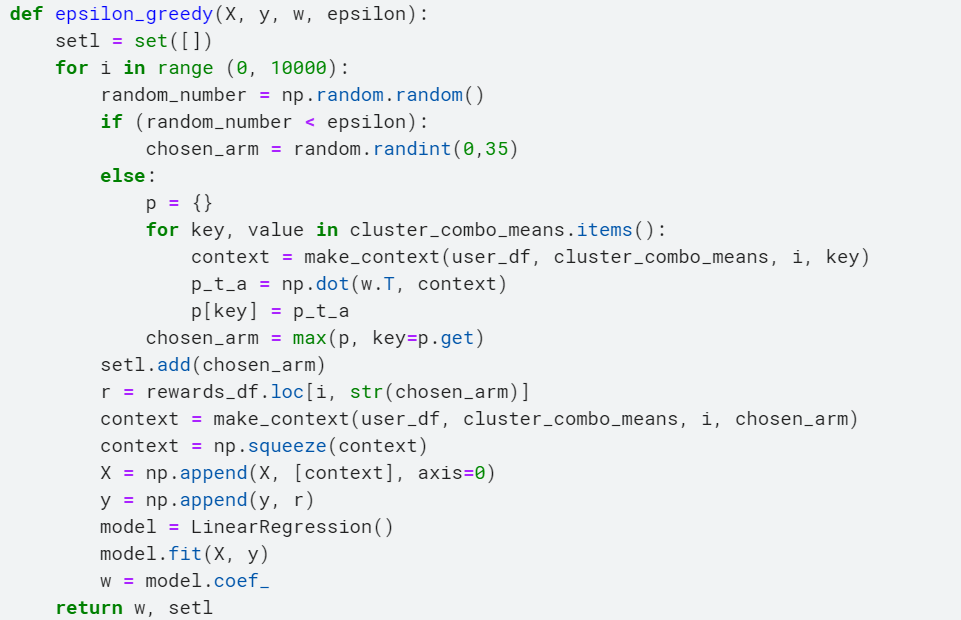 def epsilon_greedy(X, y, w, epsilon):
    setl = set([])
    for i in range (0, 10000):
        random_number = np.random.random()
        if (random_number < epsilon):
            chosen_arm = random.randint(0,35)
        else:
            p = {}
            for key, value in cluster_combo_means.items():
                context = make_context(user_df, cluster_combo_means, i, key)
                p_t_a = np.dot(w.T, context)
                p[key] = p_t_a
            chosen_arm = max(p, key=p.get)
        setl.add(chosen_arm)
        r = rewards_df.loc[i, str(chosen_arm)]
        context = make_context(user_df, cluster_combo_means, i, chosen_arm)
        context = np.squeeze(context)
        X = np.append(X, [context], axis=0)
        y = np.append(y, r)
        model = LinearRegression()
        model.fit(X, y)
        w = model.coef_
    return w, setl